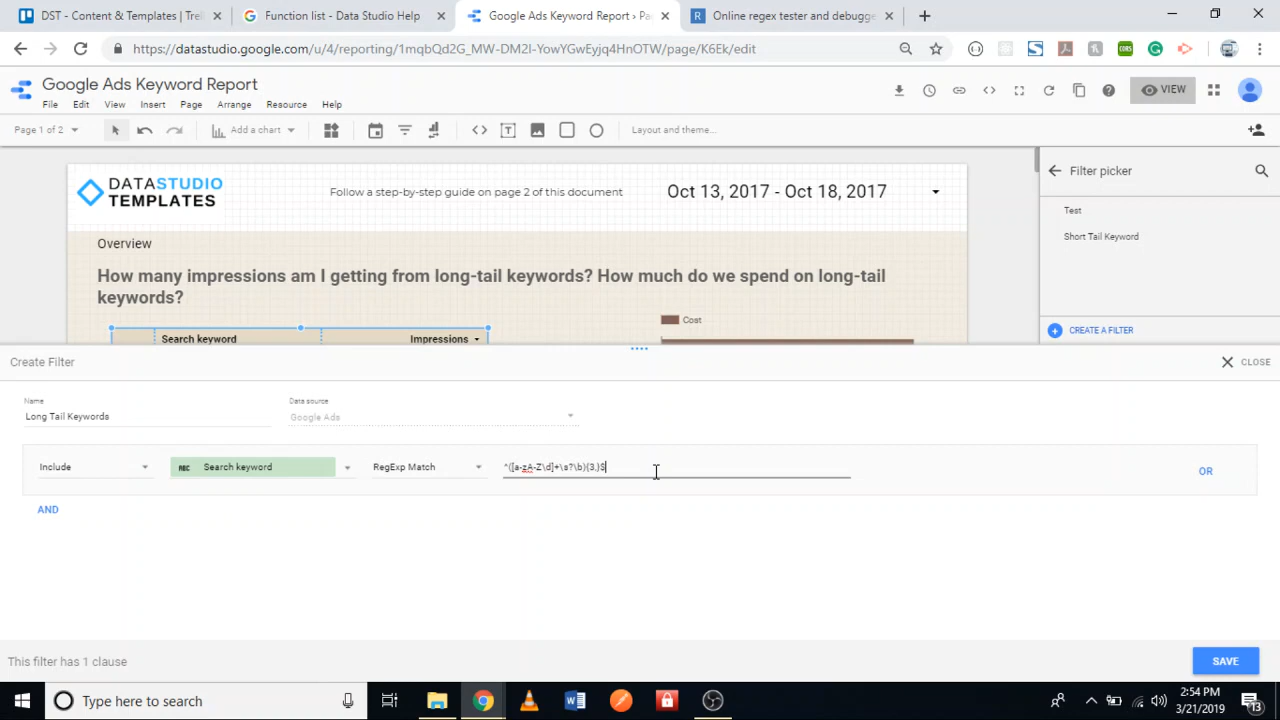 DST - Content & Templates | Trel
Function list - Data Studio Help
Google Ads Keyword Report › Pa
Online regex tester and debugge
https://datastudio.google.com/u/4/reporting/1mqbQd2G_MW-DM2I-YowYGwEyjq4HnOTW/page/K6Ek/edit
Google Ads Keyword Report
File Edit View Insert Page Arrange Resource Help
VIEW
Page 1 of 2
Add a chart
Layout and theme...
DATASTUDIO
TEMPLATES
Follow a step-by-step guide on page 2 of this document
Oct 13, 2017 - Oct 18, 2017
Filter picker
Test
Short Tail Keyword
CREATE A FILTER
Overview
How many impressions am I getting from long-tail keywords? How much do we spend on long-tail
keywords?
Cost
Search keyword
Impressions
Create Filter
CLOSE
Name
Long Tail Keywords
Data source
Google Ads
Include
ABC
Search keyword
RegExp Match
^([a-zA-Z\d]+\s?\b){3,}$
OR
AND
This filter has 1 clause
SAVE
Type here to search
2:54 PM
3/21/2019
13